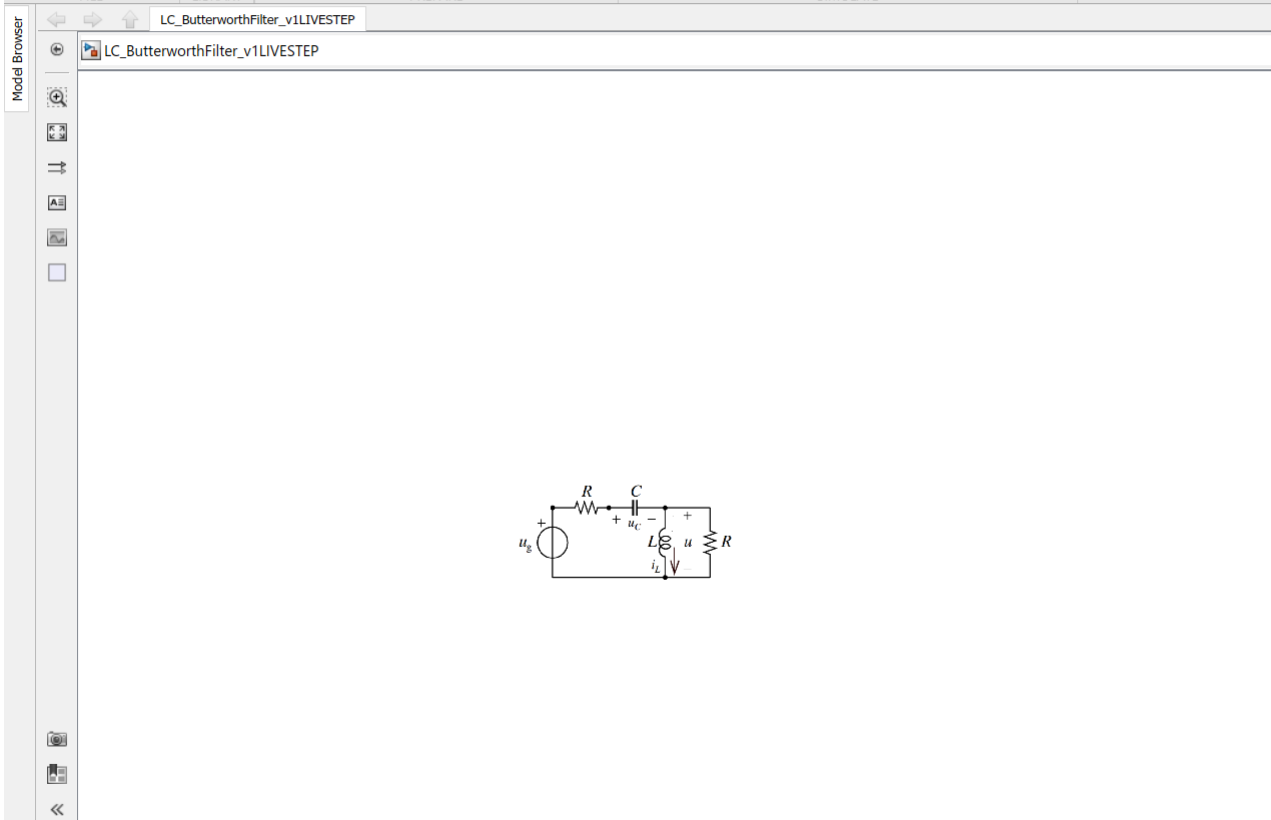 LC_ButterworthFilter_v1LIVESTEP
LC_ButterworthFilter_v1LIVESTEP
Model Browser
R C
+ u_C − +
+
u_g L u R
i_L